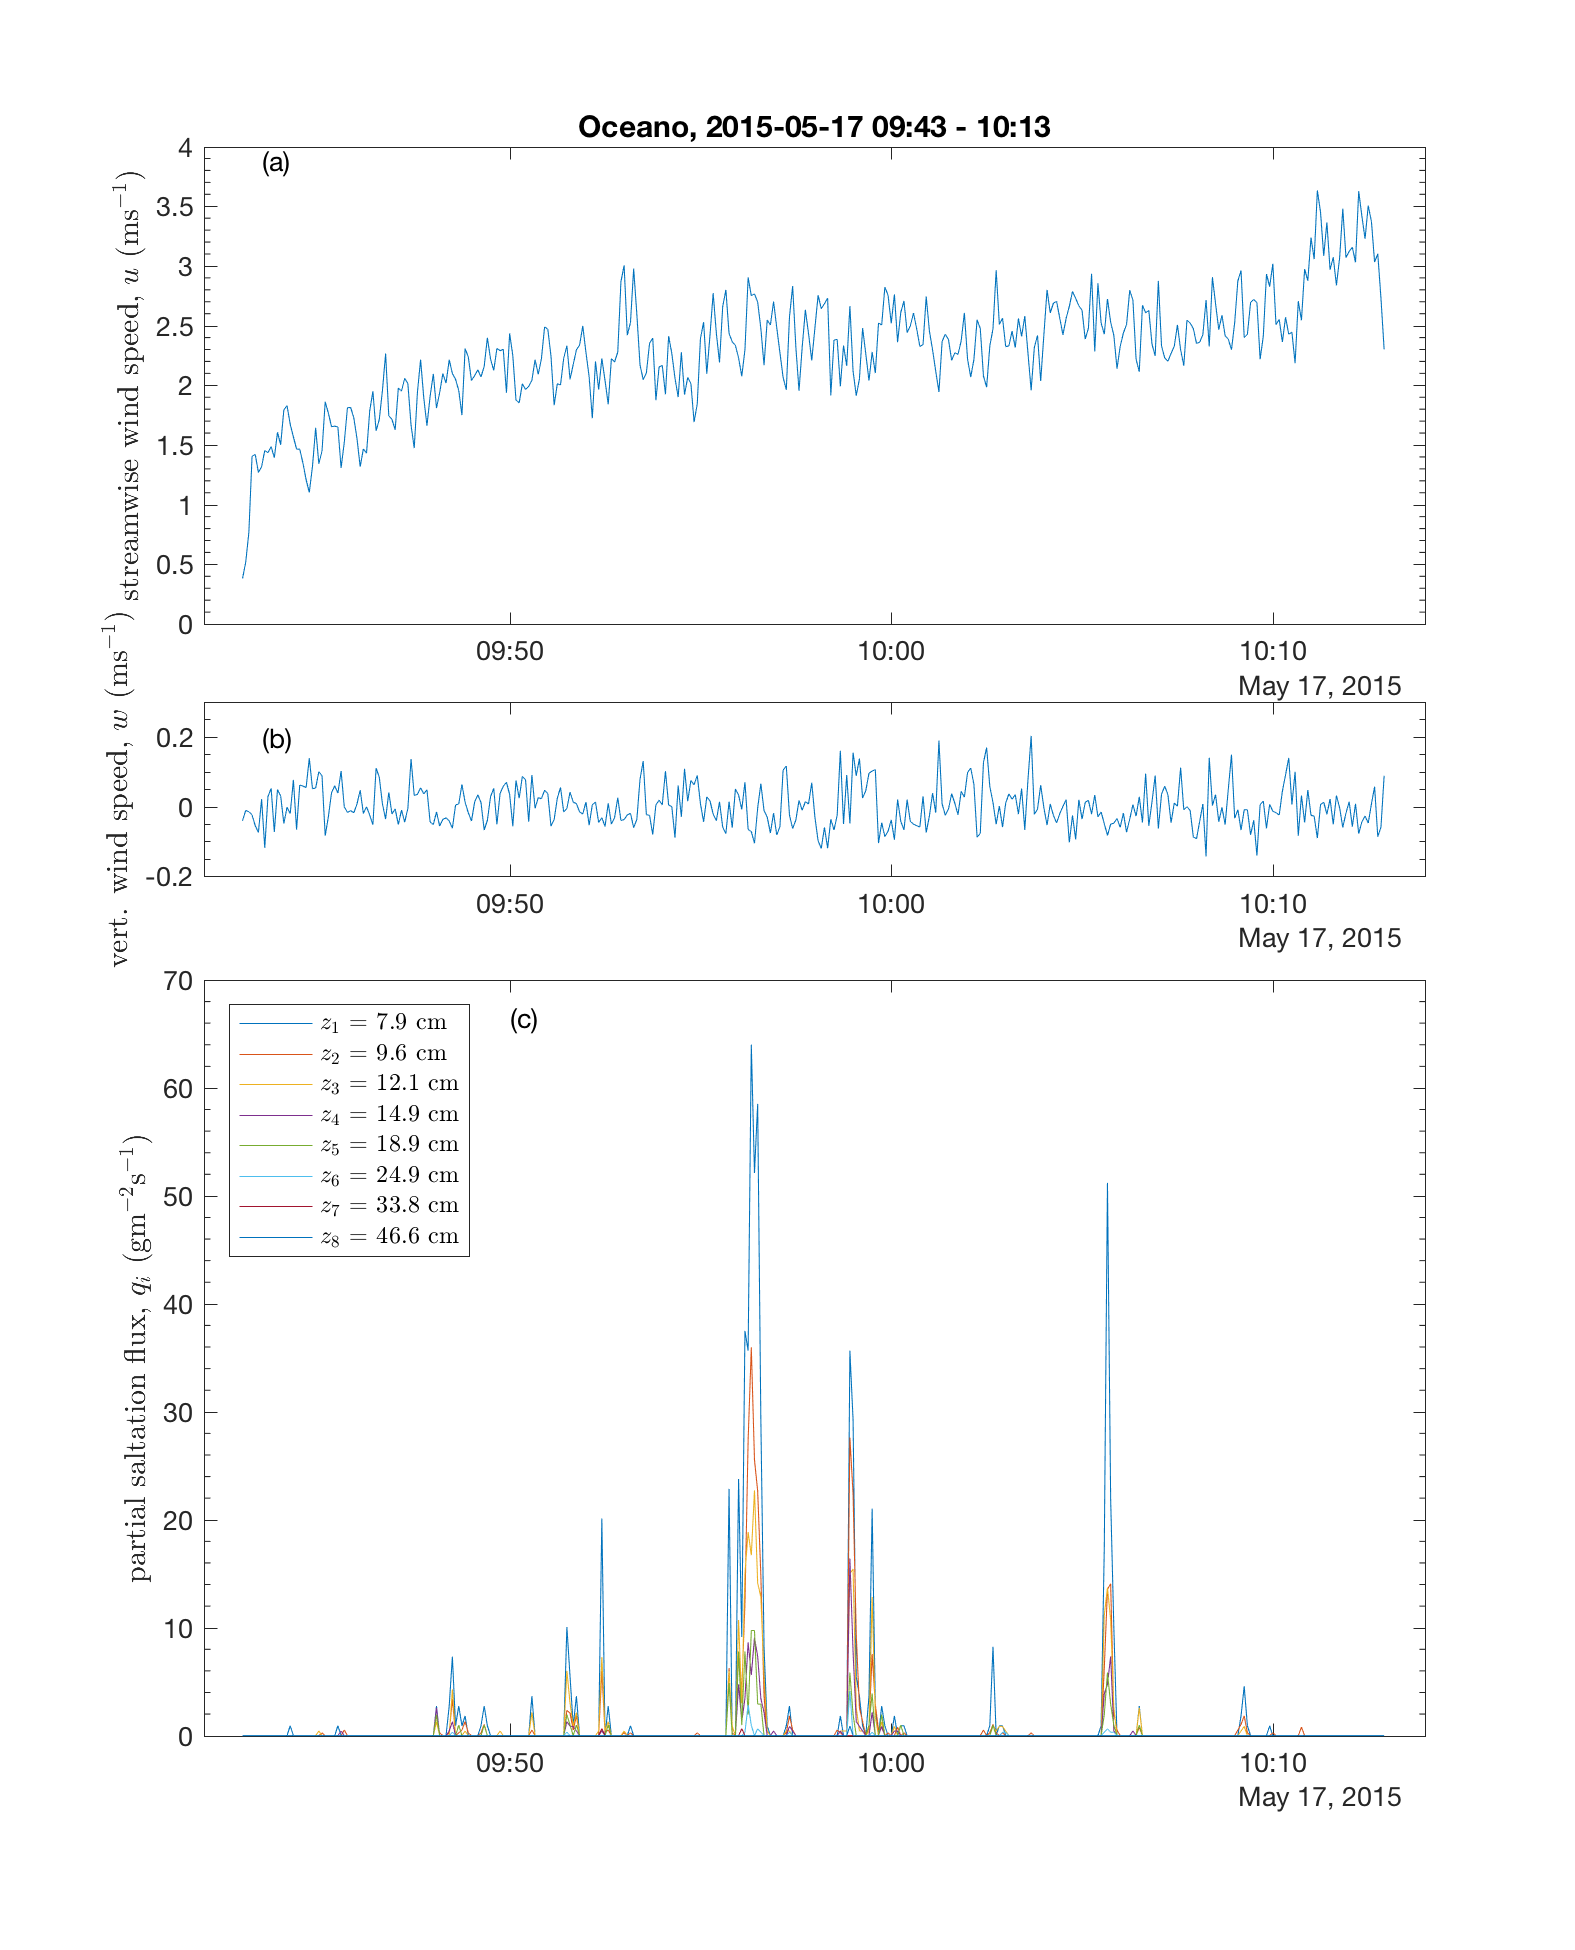 Oceano, 2015-05-17 09:43 - 10:13
(a)
streamwise wind speed, u (ms⁻¹)
4
3.5
3
2.5
2
1.5
1
0.5
0
09:50 10:00 10:10
May 17, 2015
(b)
vert. wind speed, w (ms⁻¹)
0.2
0
-0.2
09:50 10:00 10:10
May 17, 2015
(c)
partial saltation flux, qᵢ (gm⁻²s⁻¹)
70
60
50
40
30
20
10
0
z₁ = 7.9 cm
z₂ = 9.6 cm
z₃ = 12.1 cm
z₄ = 14.9 cm
z₅ = 18.9 cm
z₆ = 24.9 cm
z₇ = 33.8 cm
z₈ = 46.6 cm
09:50 10:00 10:10
May 17, 2015